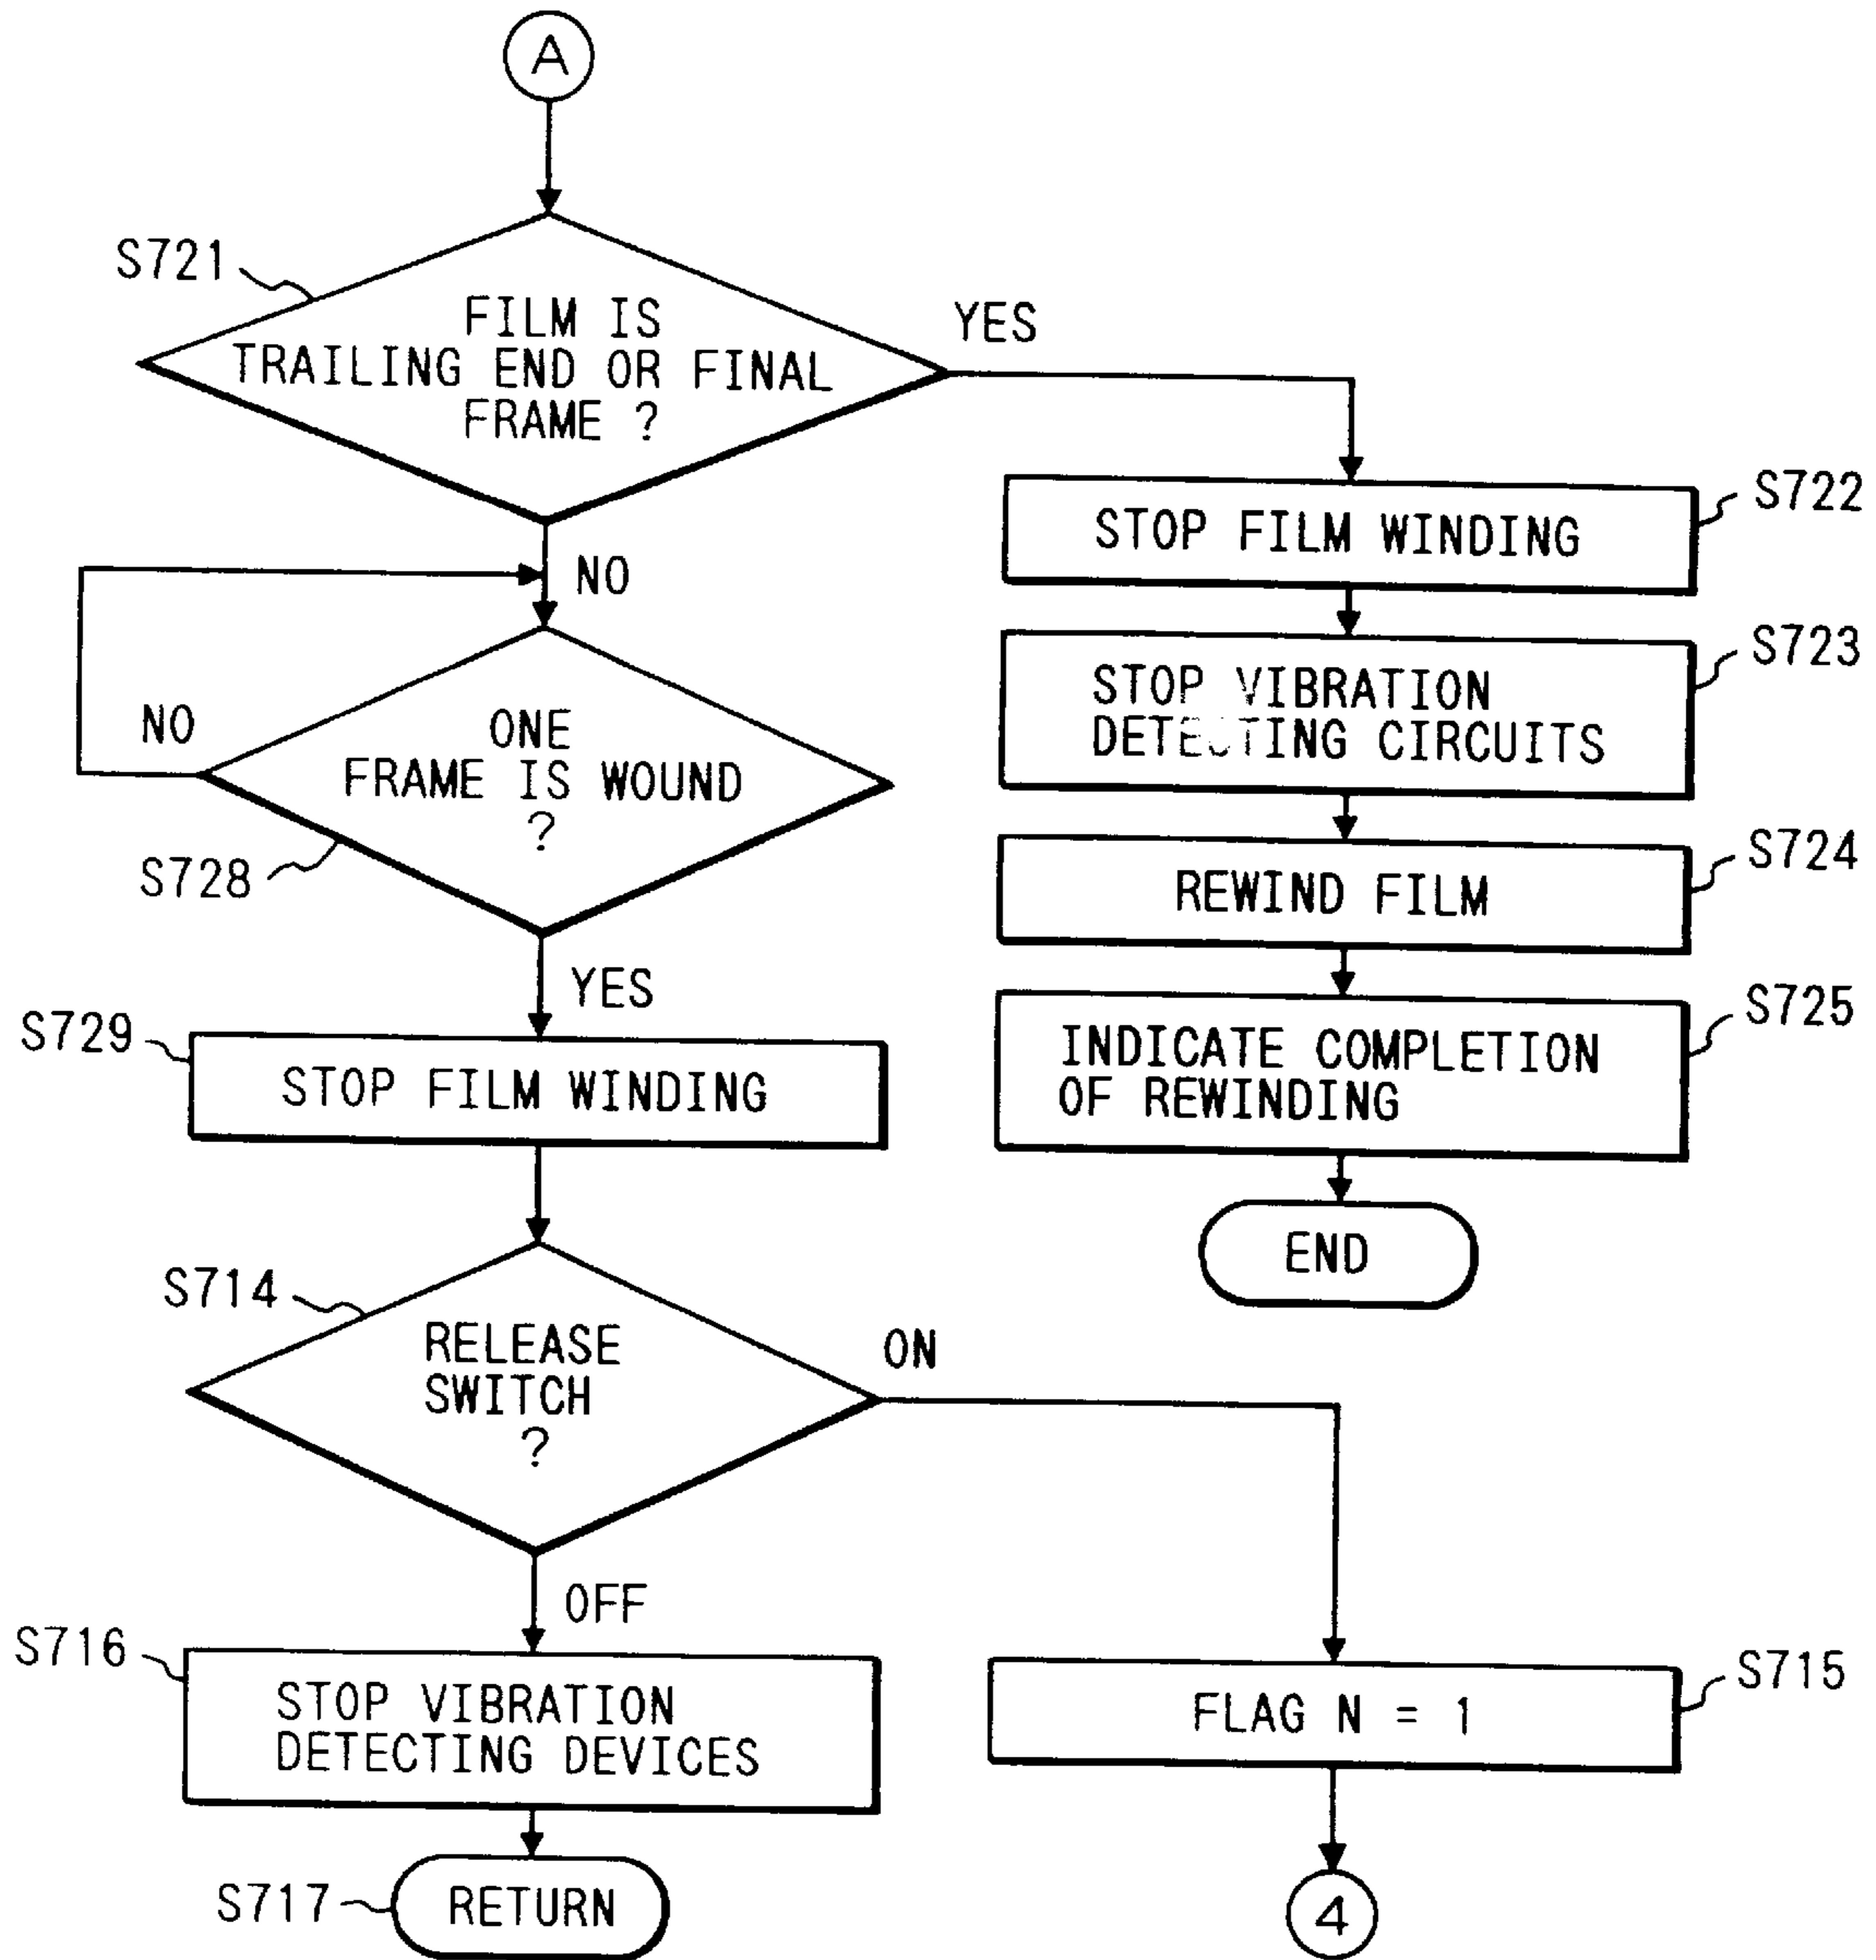 A
S721
FILM IS
TRAILING END OR FINAL
FRAME ?
YES
NO
S722
STOP FILM WINDING
S723
STOP VIBRATION
DETECTING CIRCUITS
S724
REWIND FILM
S725
INDICATE COMPLETION
OF REWINDING
END
NO
ONE
FRAME IS WOUND
?
S728
YES
S729
STOP FILM WINDING
S714
RELEASE
SWITCH
?
ON
OFF
S716
STOP VIBRATION
DETECTING DEVICES
S717
RETURN
S715
FLAG N = 1
4